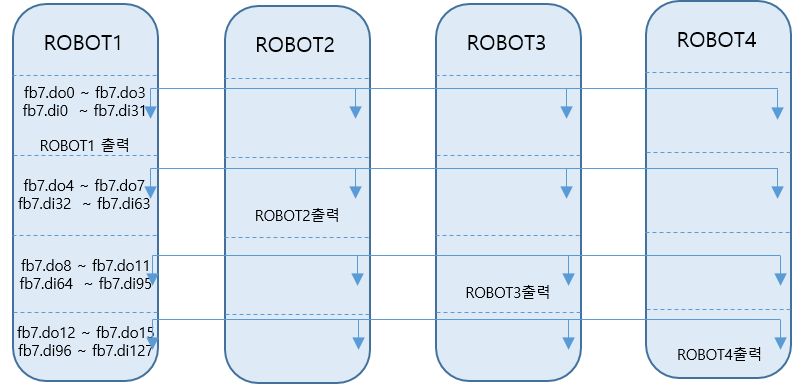 ROBOT1
ROBOT2
ROBOT3
ROBOT4
fb7.do0 ~ fb7.do3
fb7.di0 ~ fb7.di31
ROBOT1 출력
fb7.do4 ~ fb7.do7
fb7.di32 ~ fb7.di63
ROBOT2출력
fb7.do8 ~ fb7.do11
fb7.di64 ~ fb7.di95
ROBOT3출력
fb7.do12 ~ fb7.do15
fb7.di96 ~ fb7.di127
ROBOT4출력